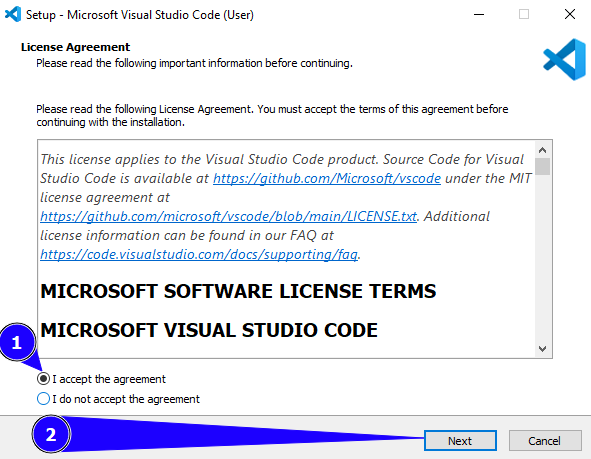 Setup - Microsoft Visual Studio Code (User)
License Agreement
Please read the following important information before continuing.
Please read the following License Agreement. You must accept the terms of this agreement before
continuing with the installation.
This license applies to the Visual Studio Code product. Source Code for Visual
Studio Code is available at https://github.com/Microsoft/vscode under the MIT
license agreement at
https://github.com/microsoft/vscode/blob/main/LICENSE.txt. Additional
license information can be found in our FAQ at
https://code.visualstudio.com/docs/supporting/faq.
MICROSOFT SOFTWARE LICENSE TERMS
MICROSOFT VISUAL STUDIO CODE
1
I accept the agreement
I do not accept the agreement
2
Next
Cancel